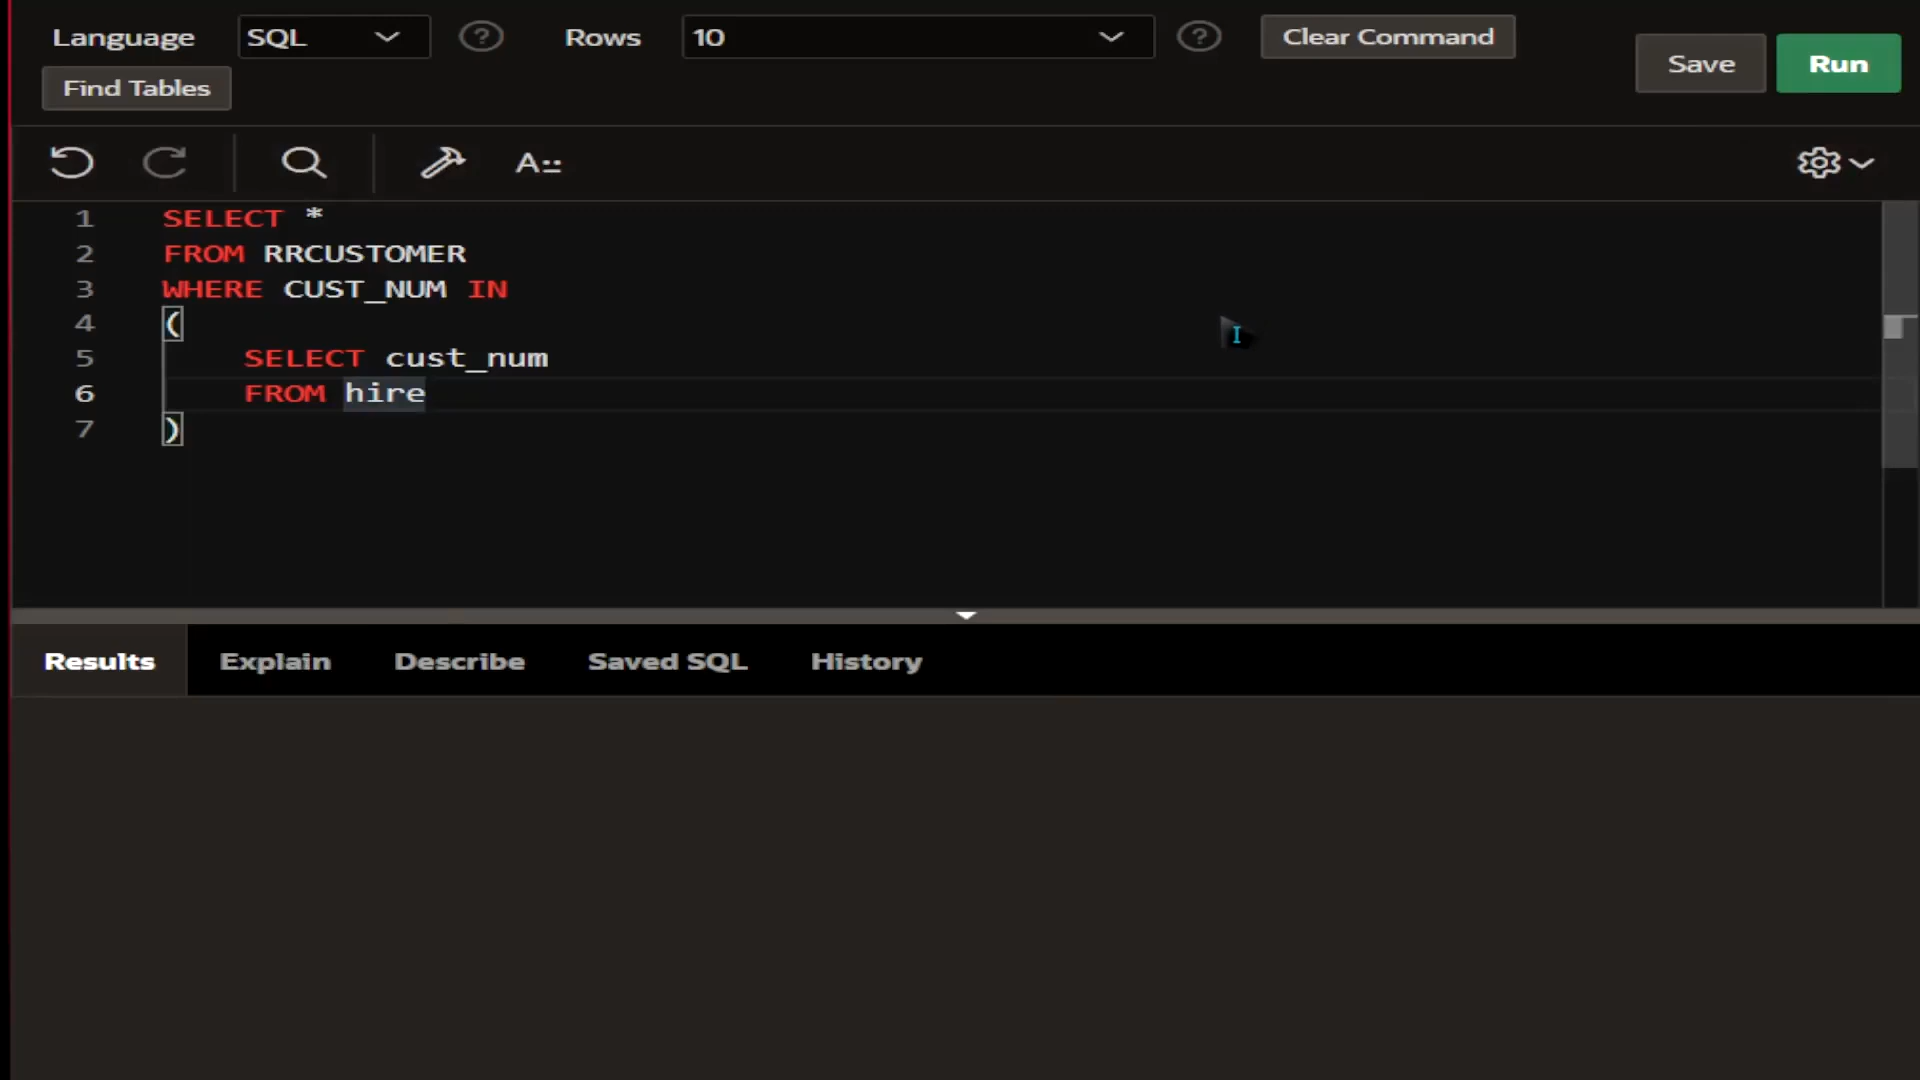 Language SQL Rows 10 Clear Command
Save Run
Find Tables
A::
1 SELECT *
2 FROM RRCUSTOMER
3 WHERE CUST_NUM IN
4 (
5 SELECT cust_num
6 FROM hire
7 )
Results Explain Describe Saved SQL History